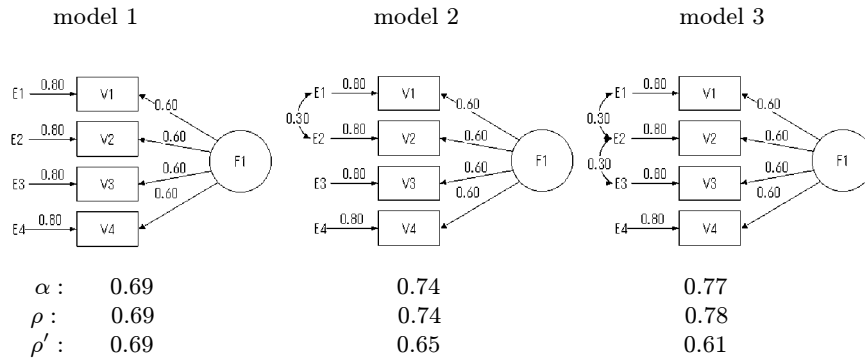 model 1 model 2 model 3
E1 0.80 V1 0.60 E1 0.80 V1 0.60 E1 0.80 V1 0.60
0.30 0.30
E2 0.80 V2 0.60 E2 0.80 V2 0.60 E2 0.80 V2 0.60
F1 F1 F1
0.30
E3 0.80 V3 0.60 E3 0.80 V3 0.60 E3 0.80 V3 0.60
0.60 0.60 0.60
E4 0.80 V4 E4 0.80 V4 E4 0.80 V4
α : 0.69 0.74 0.77
ρ : 0.69 0.74 0.78
ρ′ : 0.69 0.65 0.61